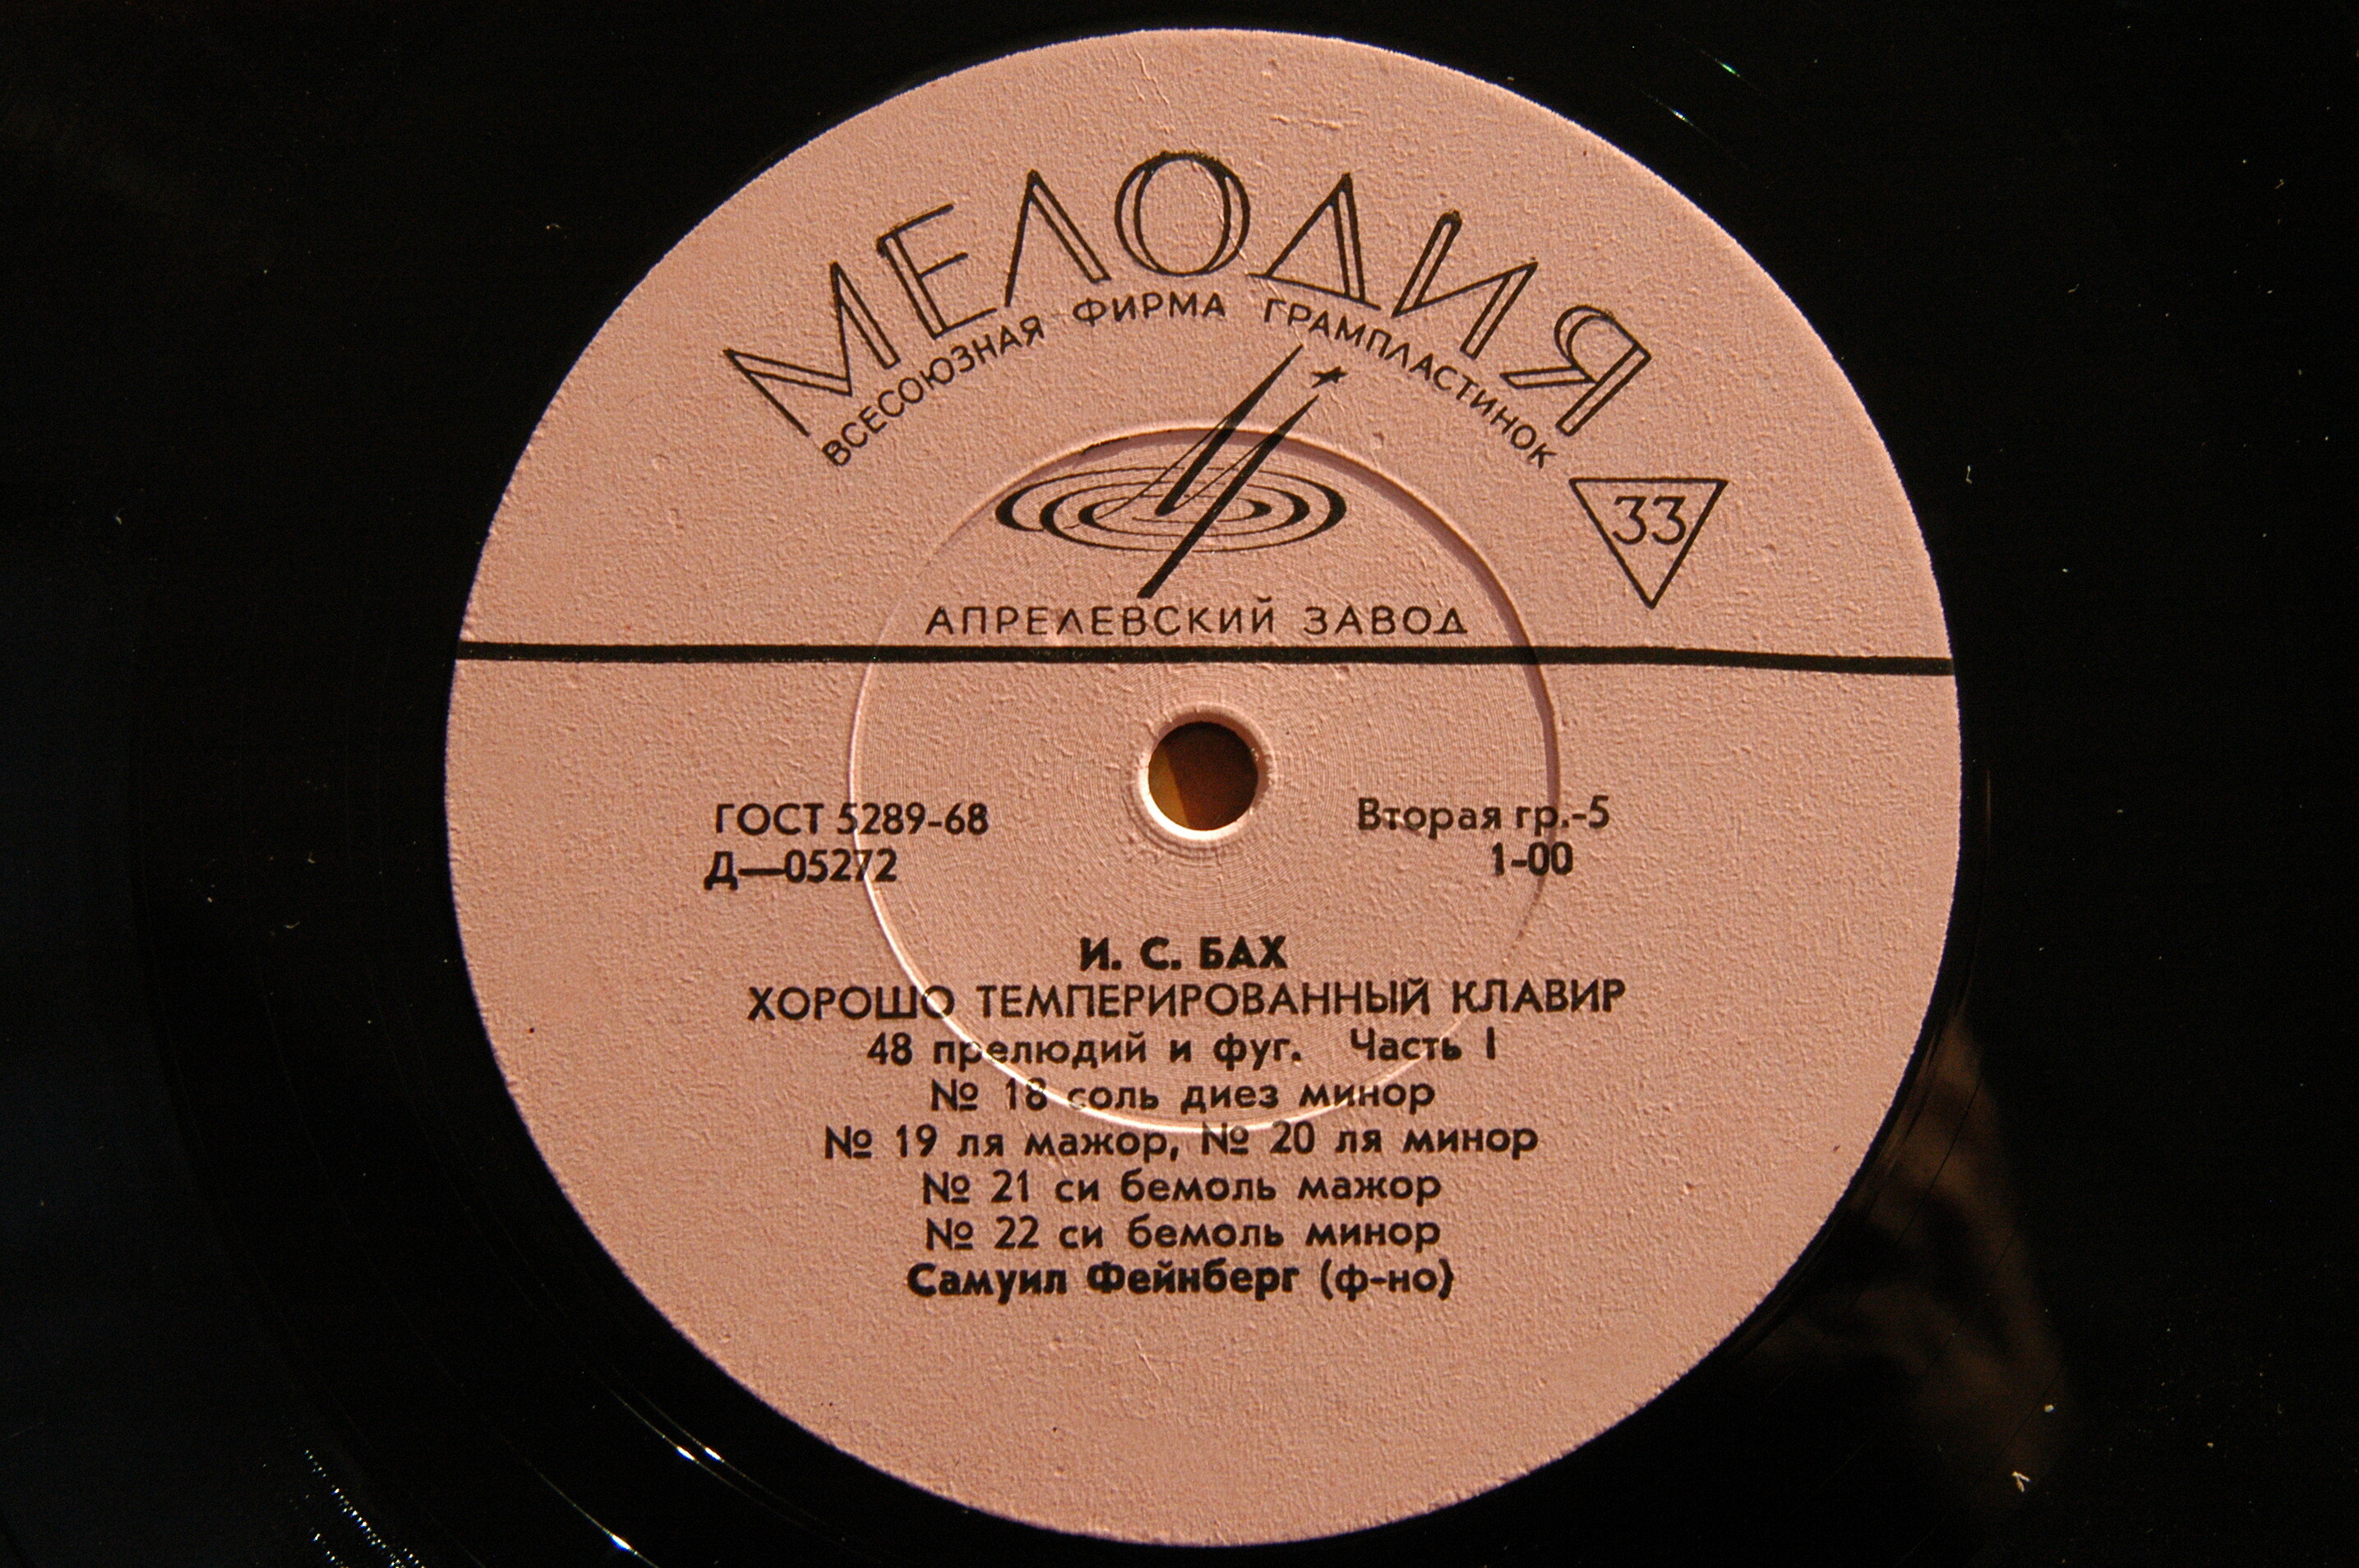 МЕЛОДИЯ
ВСЕСОЮЗНАЯ ФИРМА ГРАМПЛАСТИНОК
33
АПРЕЛЕВСКИЙ ЗАВОД
ГОСТ 5289-68
Вторая гр.-5
Д—05272
1-00
И. С. БАХ
ХОРОШО ТЕМПЕРИРОВАННЫЙ КЛАВИР
48 прелюдий и фуг. Часть I
№ 18 соль диез минор
№ 19 ля мажор, № 20 ля минор
№ 21 си бемоль мажор
№ 22 си бемоль минор
Самуил Фейнберг (ф-но)